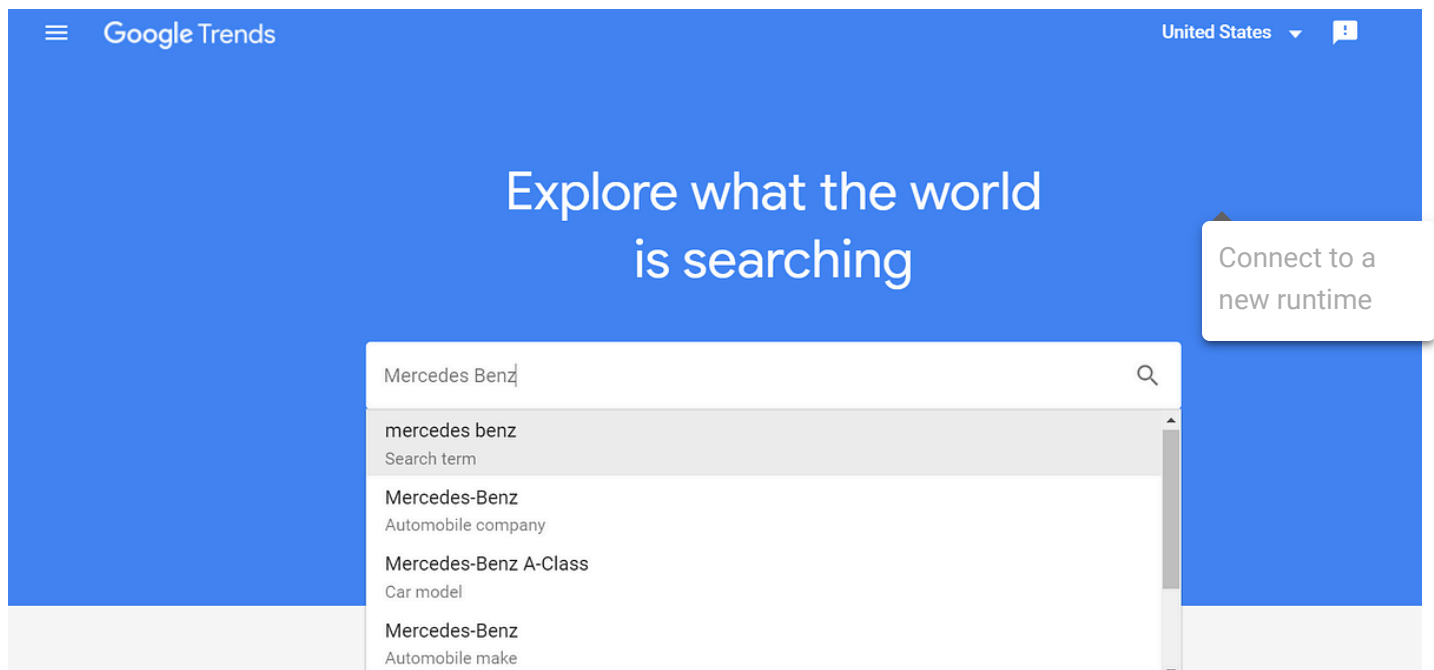 Google Trends
United States
Explore what the world
is searching
Connect to a
new runtime
Mercedes Benz
mercedes benz
Search term
Mercedes-Benz
Automobile company
Mercedes-Benz A-Class
Car model
Mercedes-Benz
Automobile make